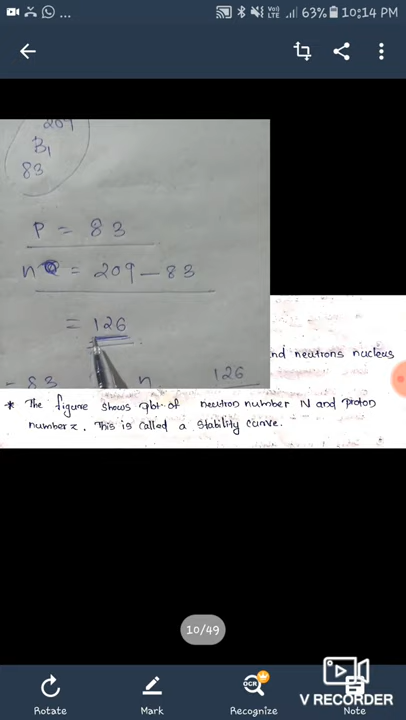 ... 63% 10:14 PM
209
Bi
83
P = 83
n = 209 - 83
= 126
nd neutrons nucleus
- 83 n 126
* The figure shows plot of neutron number N and proton
number z. This is called a stability curve.
10/49
Rotate Mark OCR Recognize Note
V RECORDER